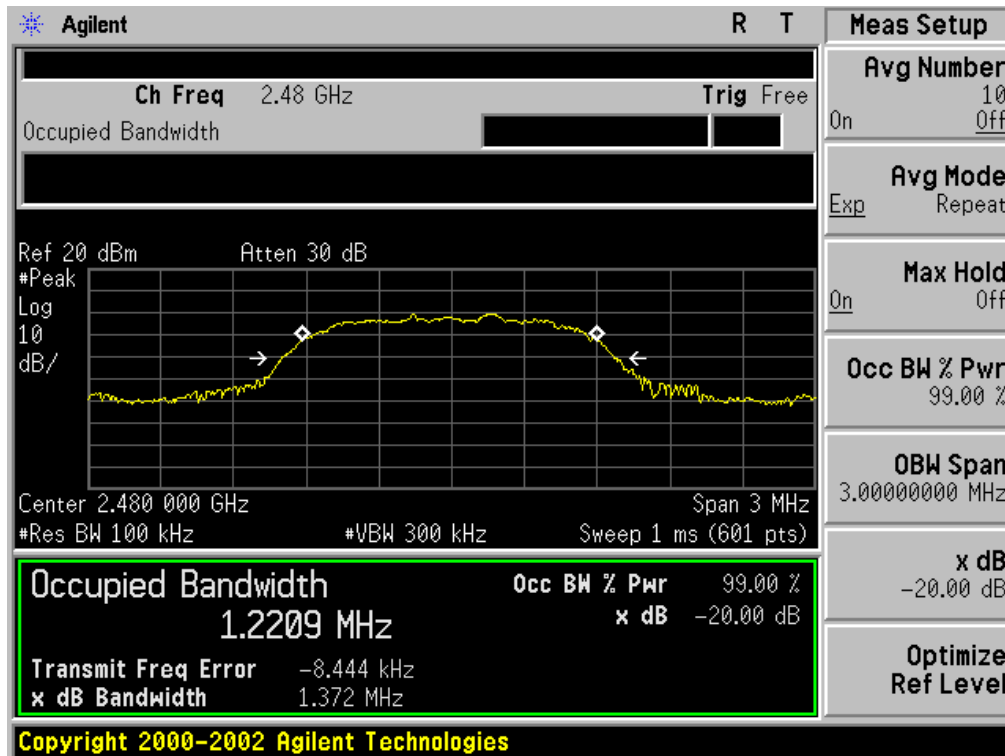 Agilent R T
Ch Freq 2.48 GHz Trig Free
Occupied Bandwidth
Ref 20 dBm Atten 30 dB
#Peak
Log
10
dB/
Center 2.480 000 GHz Span 3 MHz
#Res BW 100 kHz #VBW 300 kHz Sweep 1 ms (601 pts)
Occupied Bandwidth Occ BW % Pwr 99.00 %
1.2209 MHz x dB -20.00 dB
Transmit Freq Error -8.444 kHz
x dB Bandwidth 1.372 MHz
Copyright 2000-2002 Agilent Technologies
Meas Setup
Avg Number
10
On Off
Avg Mode
Exp Repeat
Max Hold
On Off
Occ BW % Pwr
99.00 %
OBW Span
3.00000000 MHz
x dB
-20.00 dB
Optimize
Ref Level